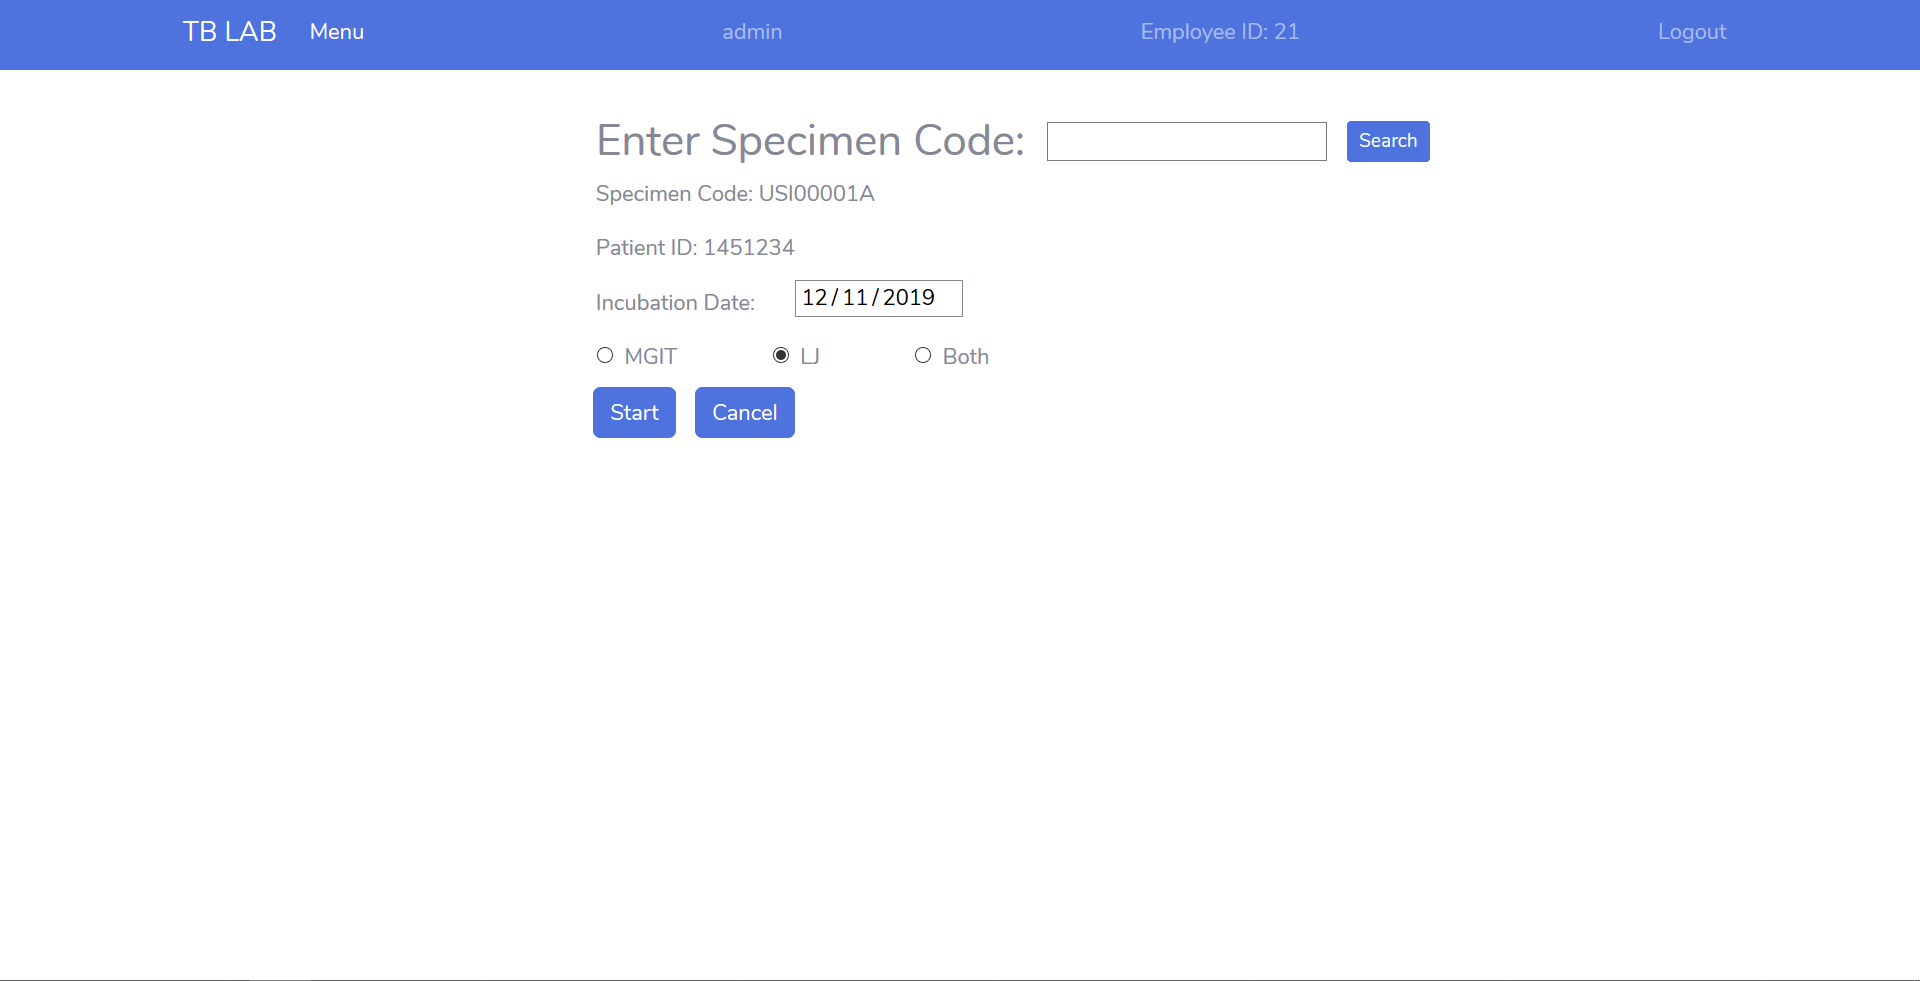 TB LAB Menu admin Employee ID: 21 Logout
Enter Specimen Code: Search
Specimen Code: USI00001A
Patient ID: 1451234
Incubation Date: 12/11/2019
MGIT LJ Both
Start Cancel